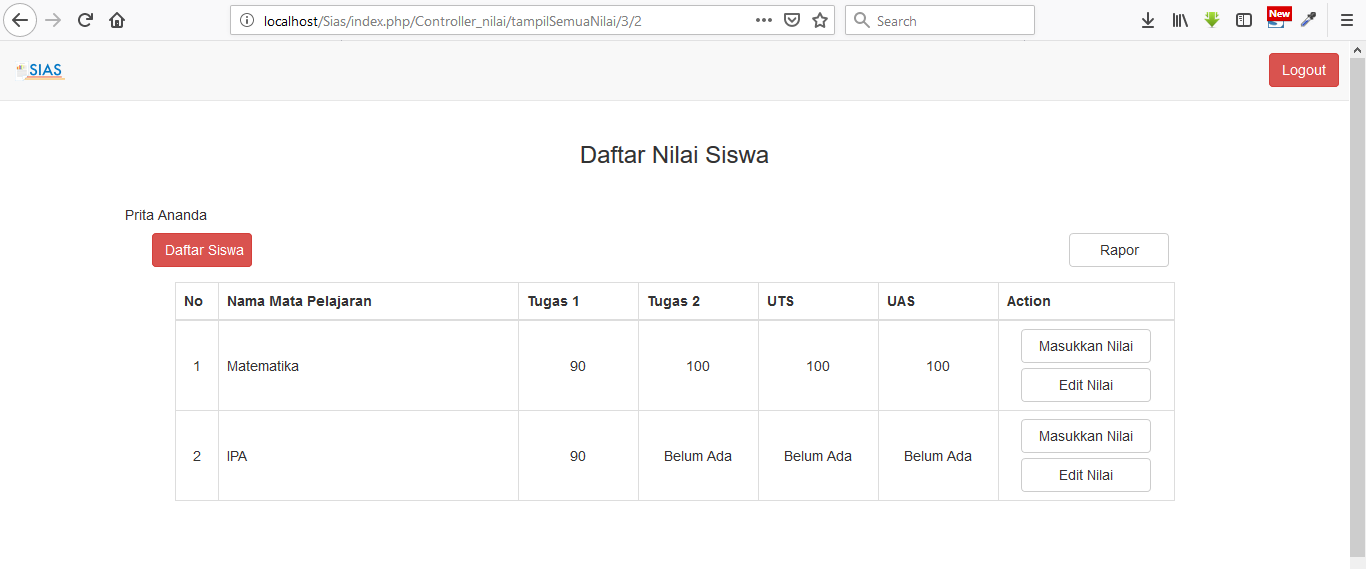 localhost/Sias/index.php/Controller_nilai/tampilSemuaNilai/3/2
Search
New
SIAS
Logout
Daftar Nilai Siswa
Prita Ananda
Daftar Siswa
Rapor
No Nama Mata Pelajaran Tugas 1 Tugas 2 UTS UAS Action
1 Matematika 90 100 100 100 Masukkan Nilai
Edit Nilai
2 IPA 90 Belum Ada Belum Ada Belum Ada Masukkan Nilai
Edit Nilai